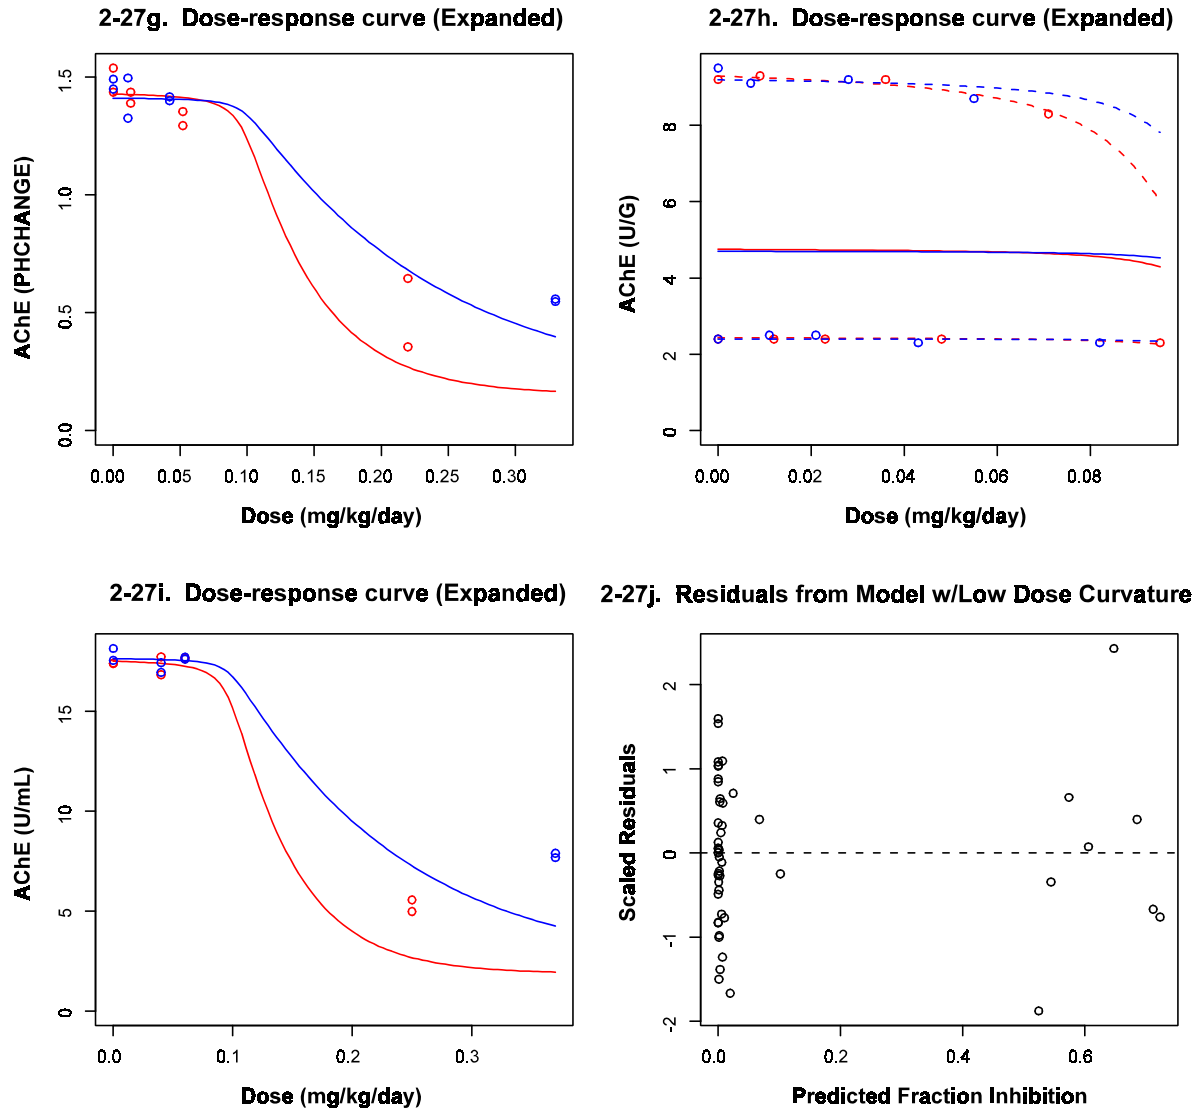 2-27g. Dose-response curve (Expanded)
AChE (PHCHANGE)
1.5
1.0
0.5
0.0
0.00 0.05 0.10 0.15 0.20 0.25 0.30
Dose (mg/kg/day)
2-27h. Dose-response curve (Expanded)
AChE (U/G)
8
6
4
2
0
0.00 0.02 0.04 0.06 0.08
Dose (mg/kg/day)
2-27i. Dose-response curve (Expanded)
AChE (U/mL)
15
10
5
0
0.0 0.1 0.2 0.3
Dose (mg/kg/day)
2-27j. Residuals from Model w/Low Dose Curvature
Scaled Residuals
2
1
0
-1
-2
0.0 0.2 0.4 0.6
Predicted Fraction Inhibition